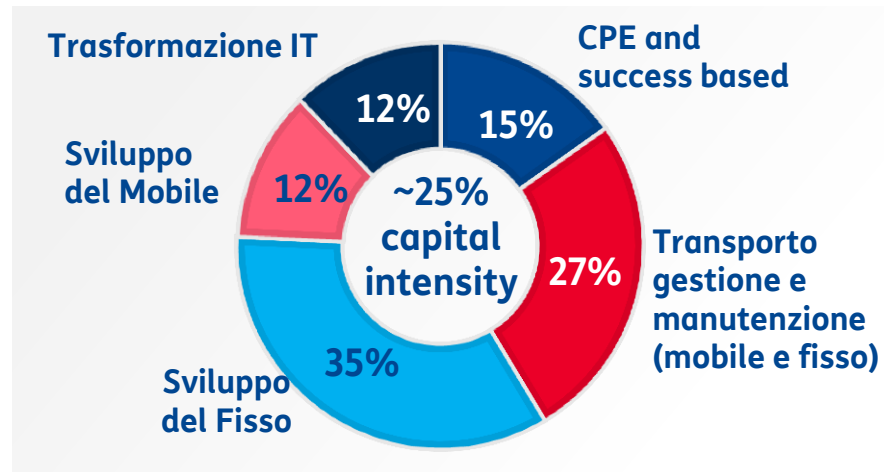 Trasformazione IT
12%
CPE and
success based
15%
Sviluppo
del Mobile
12%
~25%
capital
intensity
27%
Transporto
gestione e
manutenzione
(mobile e fisso)
35%
Sviluppo
del Fisso